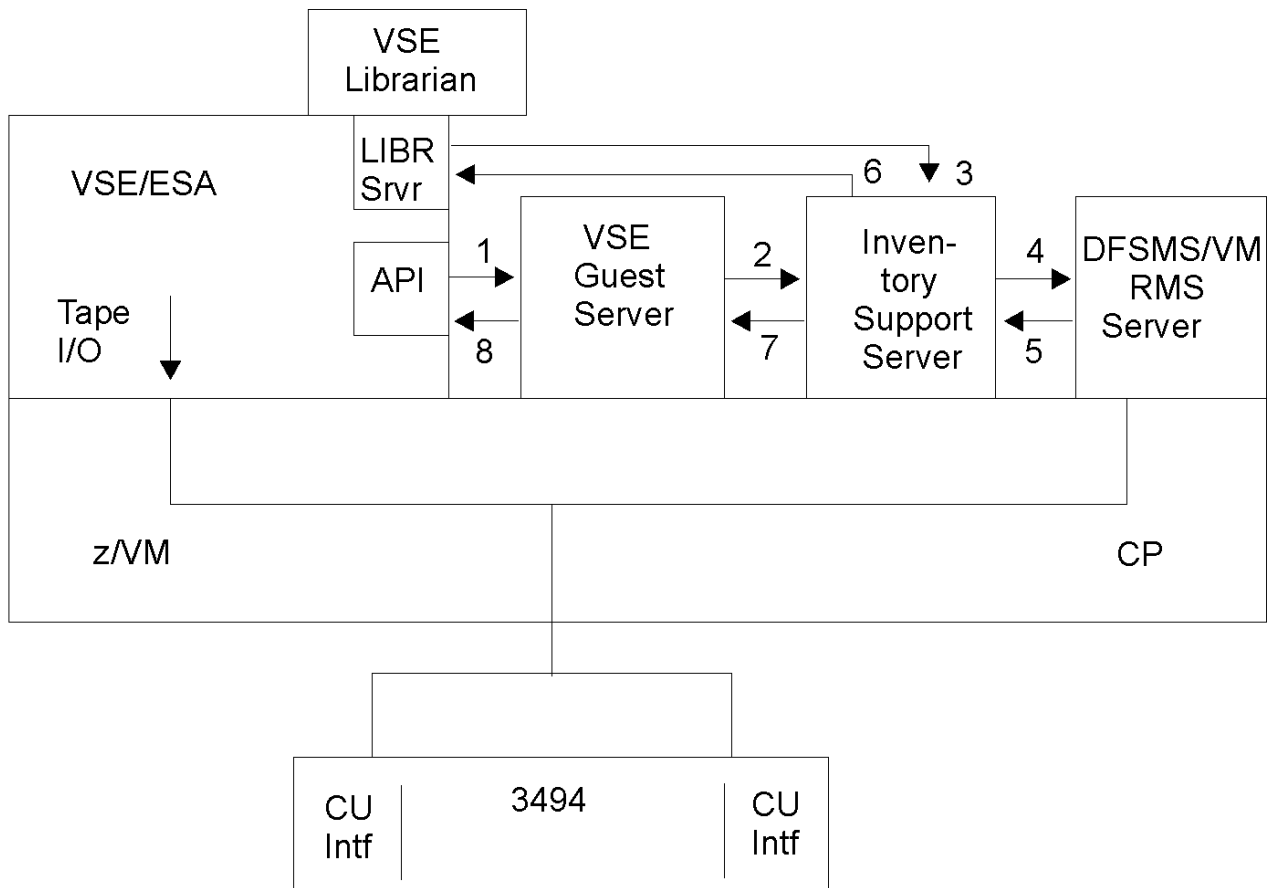 VSE
Librarian
LIBR
Srvr
VSE/ESA
6
3
API
1
VSE
Guest
Server
2
Inven-
tory
Support
Server
4
DFSMS/VM
RMS
Server
Tape
I/O
8
7
5
z/VM
CP
CU
Intf
3494
CU
Intf